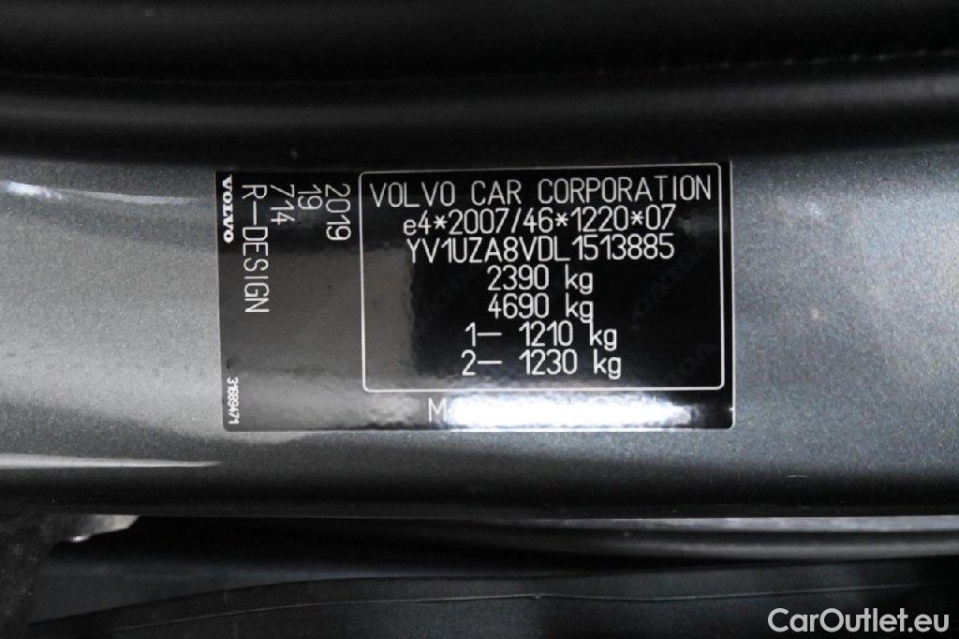 VOLVO CAR CORPORATION
e4*2007/46*1220*07
YV1UZA8VDL1513885
2390 kg
4690 kg
1– 1210 kg
2– 1230 kg
2019
19
714
R–DESIGN
VOLVO
31689471
CarOutlet.eu